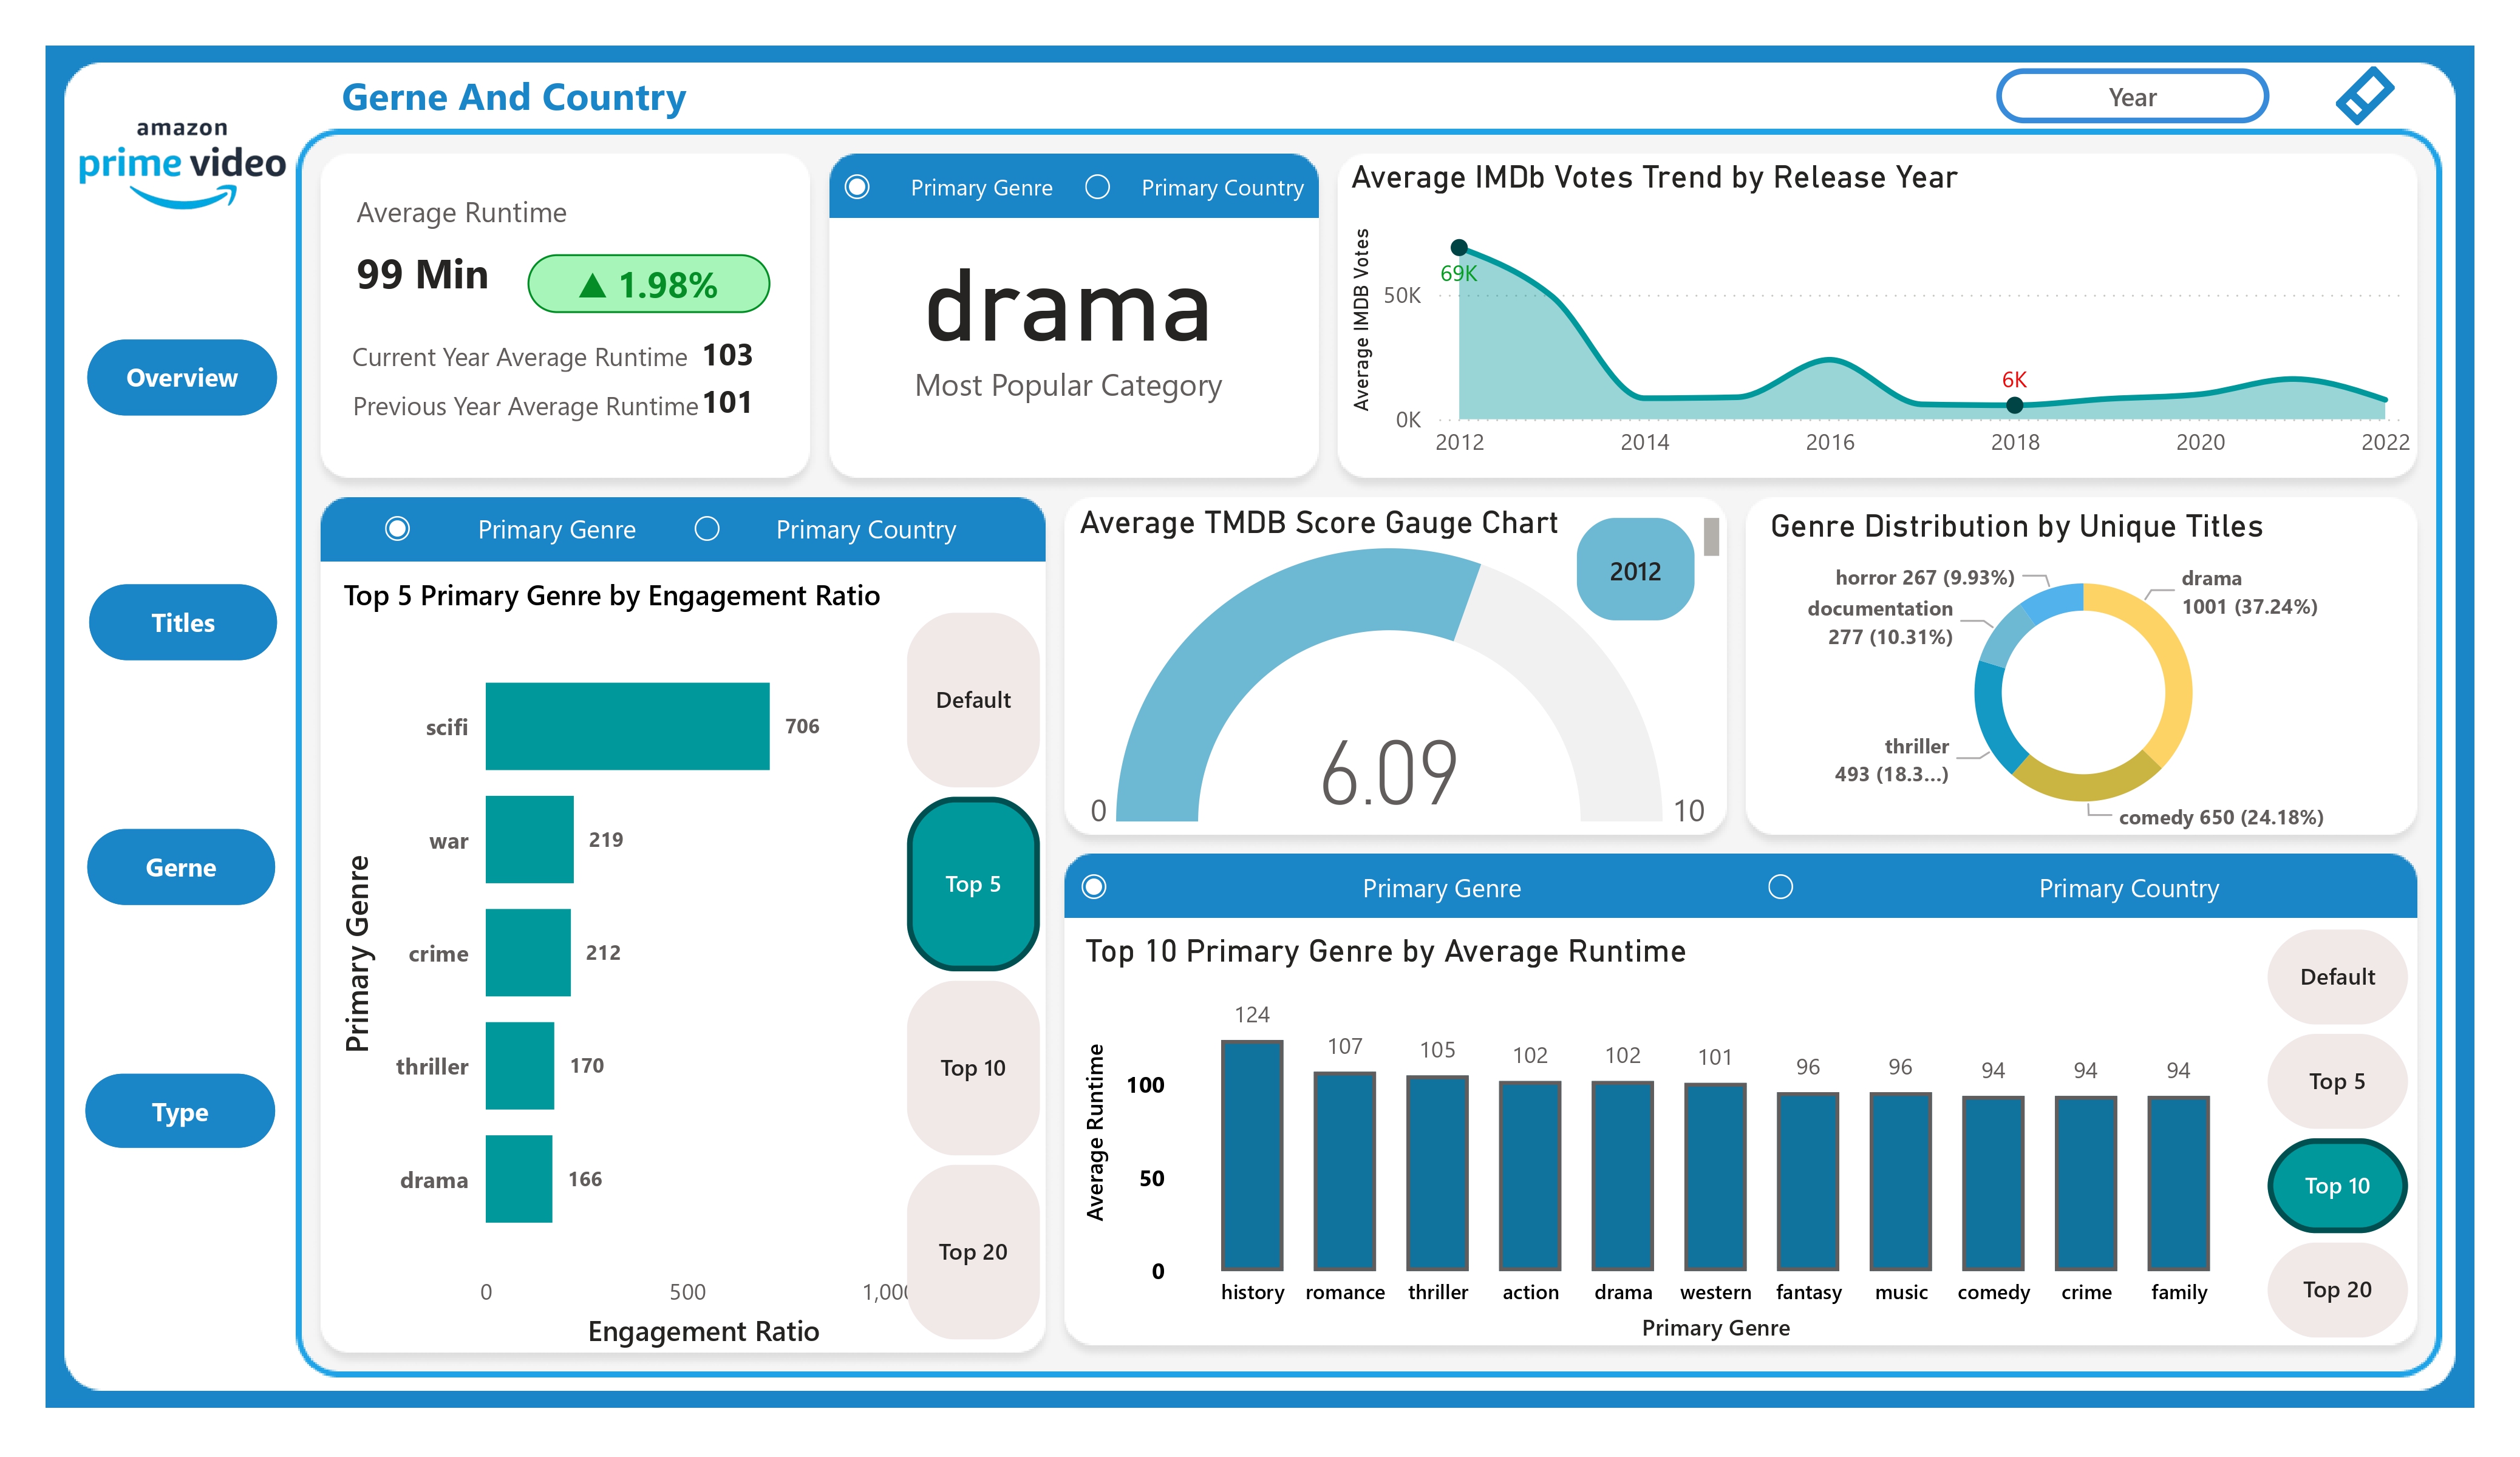 Gerne And Country
Year
amazon
prime video
Overview
Titles
Gerne
Type
Average Runtime
99 Min
▲ 1.98%
Current Year Average Runtime 103
Previous Year Average Runtime 101
Primary Genre Primary Country
drama
Most Popular Category
Average IMDb Votes Trend by Release Year
Average IMDB Votes
69K
50K
6K
0K
2012 2014 2016 2018 2020 2022
Primary Genre Primary Country
Top 5 Primary Genre by Engagement Ratio
Primary Genre
scifi 706
war 219
crime 212
thriller 170
drama 166
0 500 1,000
Engagement Ratio
Default
Top 5
Top 10
Top 20
Average TMDB Score Gauge Chart
2012
6.09
0 10
Genre Distribution by Unique Titles
horror 267 (9.93%)
documentation
277 (10.31%)
drama
1001 (37.24%)
thriller
493 (18.3...)
comedy 650 (24.18%)
Primary Genre Primary Country
Top 10 Primary Genre by Average Runtime
Average Runtime
100
50
0
124 107 105 102 102 101 96 96 94 94 94
history romance thriller action drama western fantasy music comedy crime family
Primary Genre
Default
Top 5
Top 10
Top 20